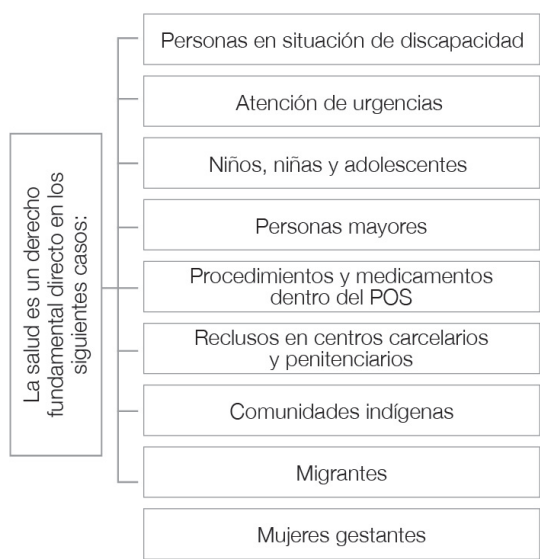 La salud es un derecho
fundamental directo en los
siguientes casos:
Personas en situación de discapacidad
Atención de urgencias
Niños, niñas y adolescentes
Personas mayores
Procedimientos y medicamentos
dentro del POS
Reclusos en centros carcelarios
y penitenciarios
Comunidades indígenas
Migrantes
Mujeres gestantes